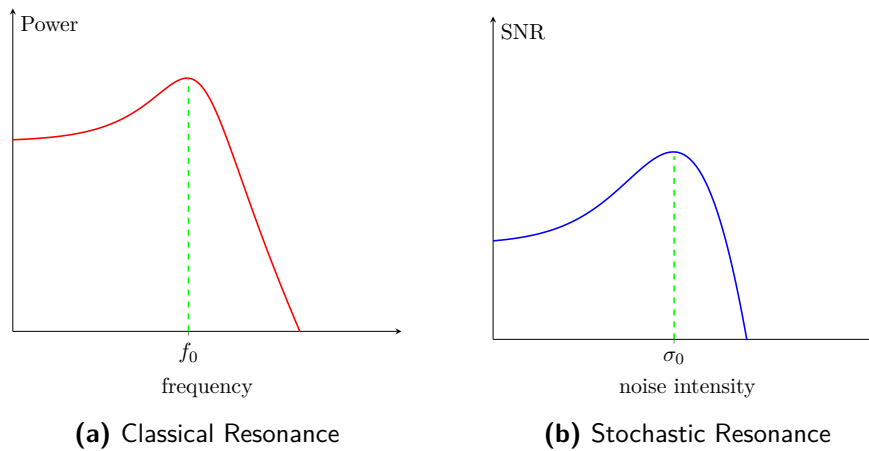 Power
f₀
frequency
(a) Classical Resonance
SNR
σ₀
noise intensity
(b) Stochastic Resonance